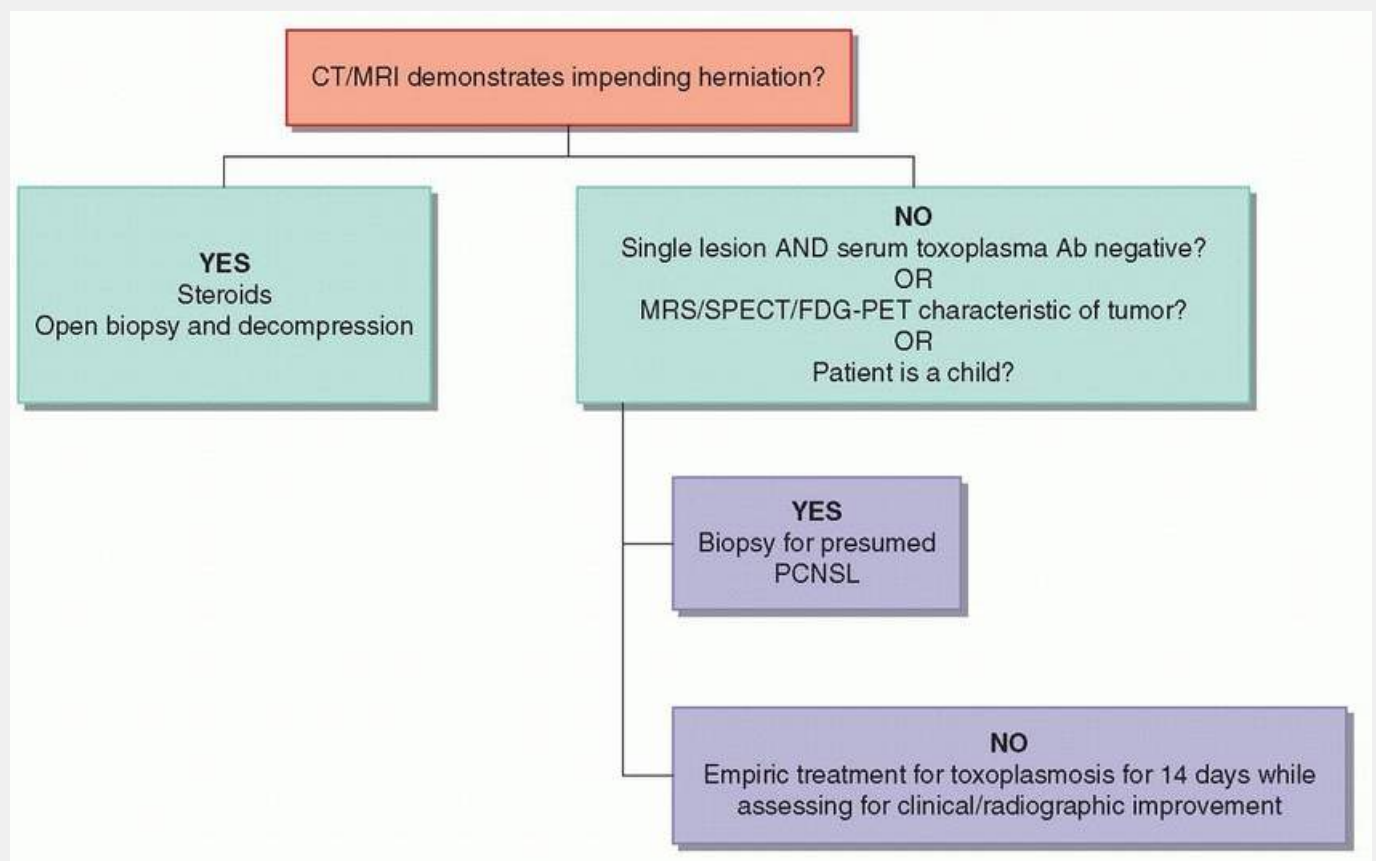 CT/MRI demonstrates impending herniation?
YES
Steroids
Open biopsy and decompression
NO
Single lesion AND serum toxoplasma Ab negative?
OR
MRS/SPECT/FDG-PET characteristic of tumor?
OR
Patient is a child?
YES
Biopsy for presumed
PCNSL
NO
Empiric treatment for toxoplasmosis for 14 days while
assessing for clinical/radiographic improvement